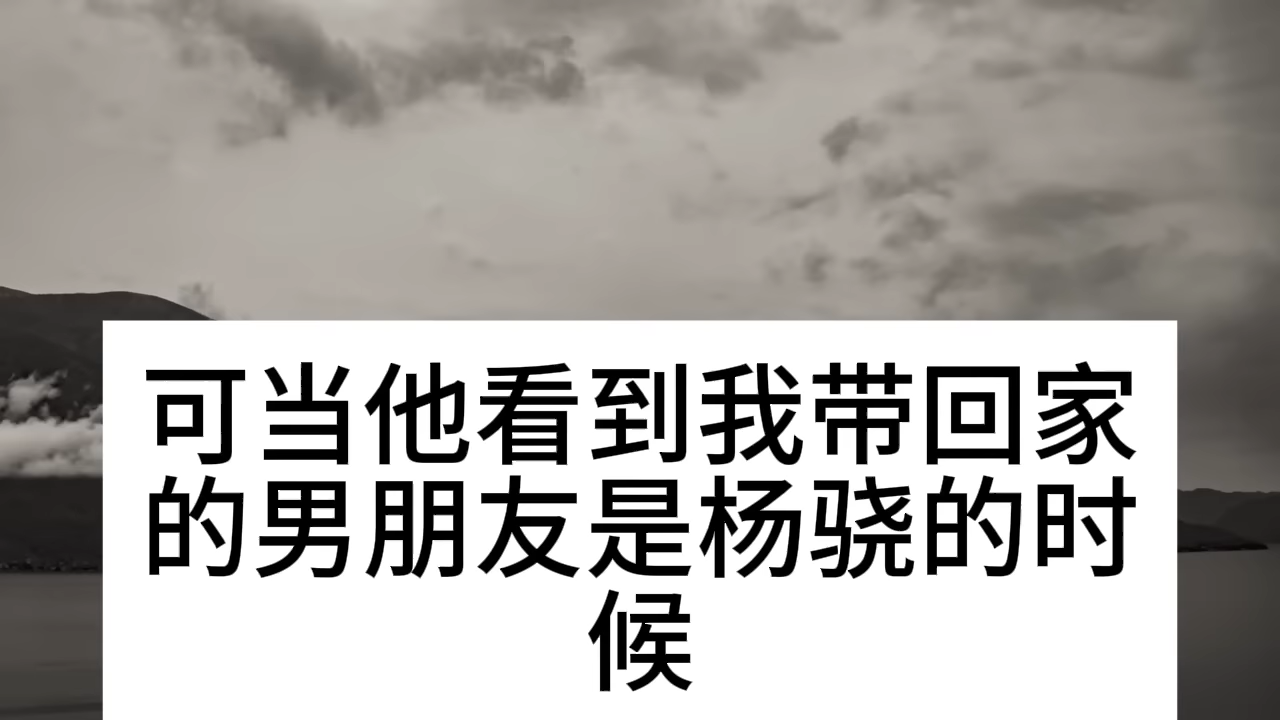 可当他看到我带回家
的男朋友是杨骁的时
候